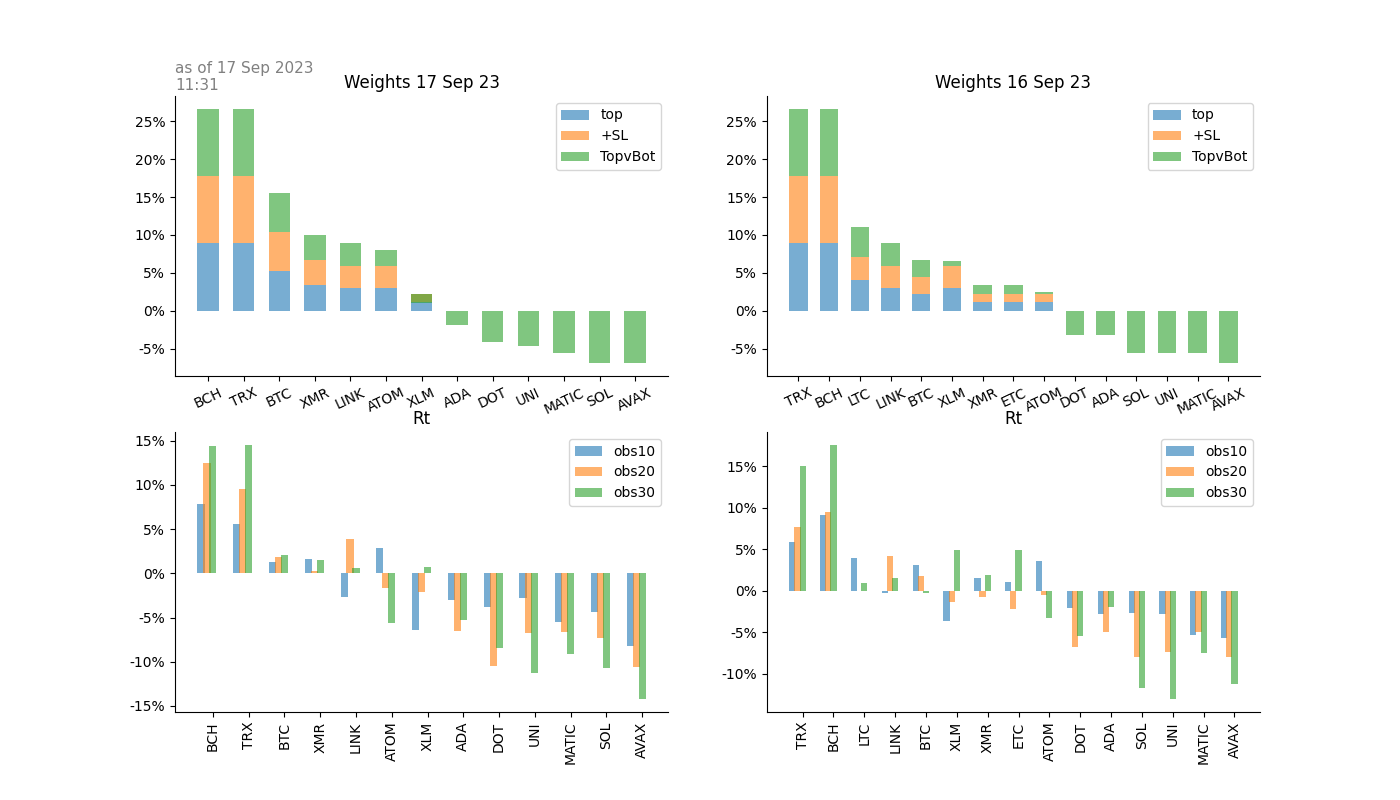 as of 17 Sep 2023
11:31
Weights 17 Sep 23
25%
20%
15%
10%
5%
0%
-5%
top
+SL
TopvBot
BCH TRX BTC XMR LINK ATOM XLM ADA DOT UNI MATIC SOL AVAX
Weights 16 Sep 23
25%
20%
15%
10%
5%
0%
-5%
top
+SL
TopvBot
TRX BCH LTC LINK BTC XLM XMR ETC ATOM DOT ADA SOL UNI MATIC AVAX
Rt
15%
10%
5%
0%
-5%
-10%
-15%
obs10
obs20
obs30
BCH TRX BTC XMR LINK ATOM XLM ADA DOT UNI MATIC SOL AVAX
Rt
15%
10%
5%
0%
-5%
-10%
obs10
obs20
obs30
TRX BCH LTC LINK BTC XLM XMR ETC ATOM DOT ADA SOL UNI MATIC AVAX